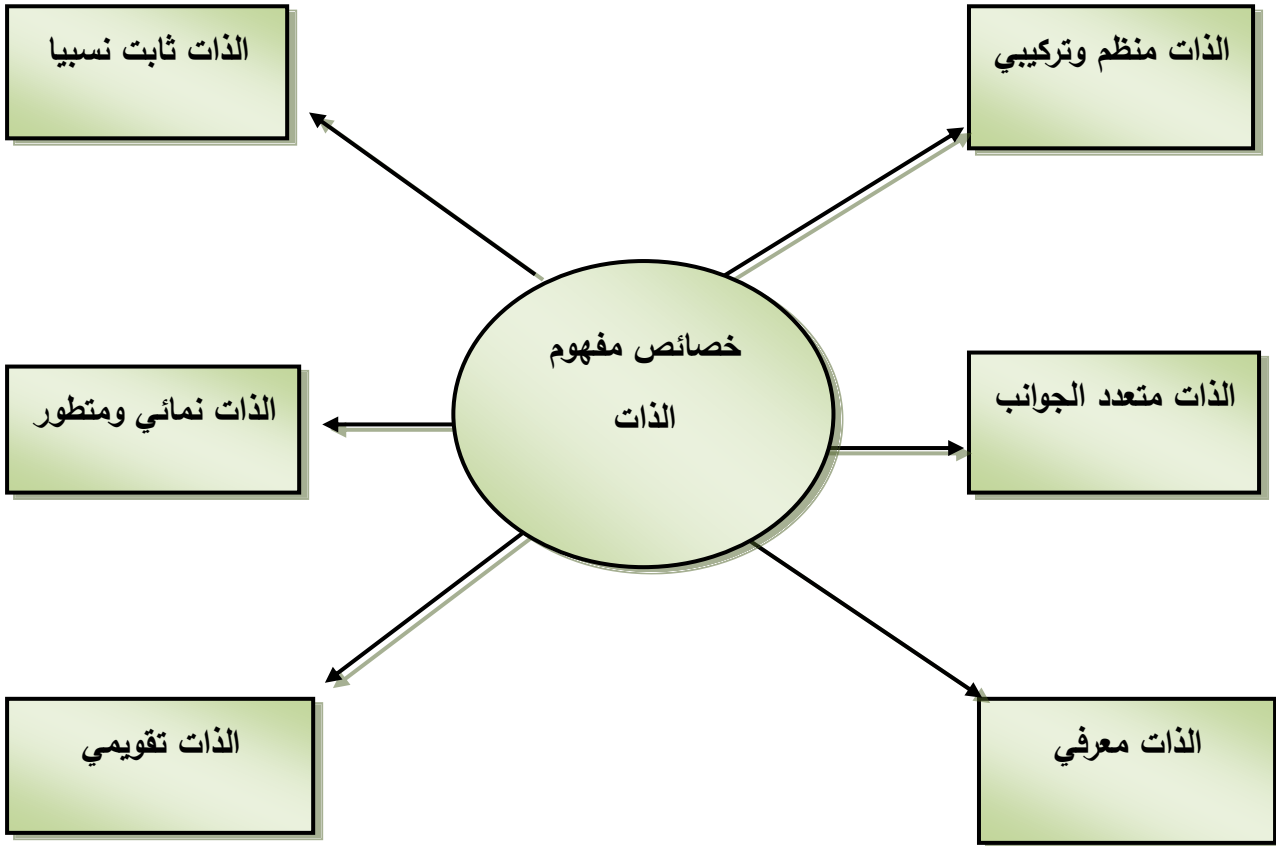 الذات منظم وتركيبي
الذات ثابت نسبيا
خصائص مفهوم
الذات
الذات متعدد الجوانب
الذات نمائي ومتطور
الذات معرفي
الذات تقويمي